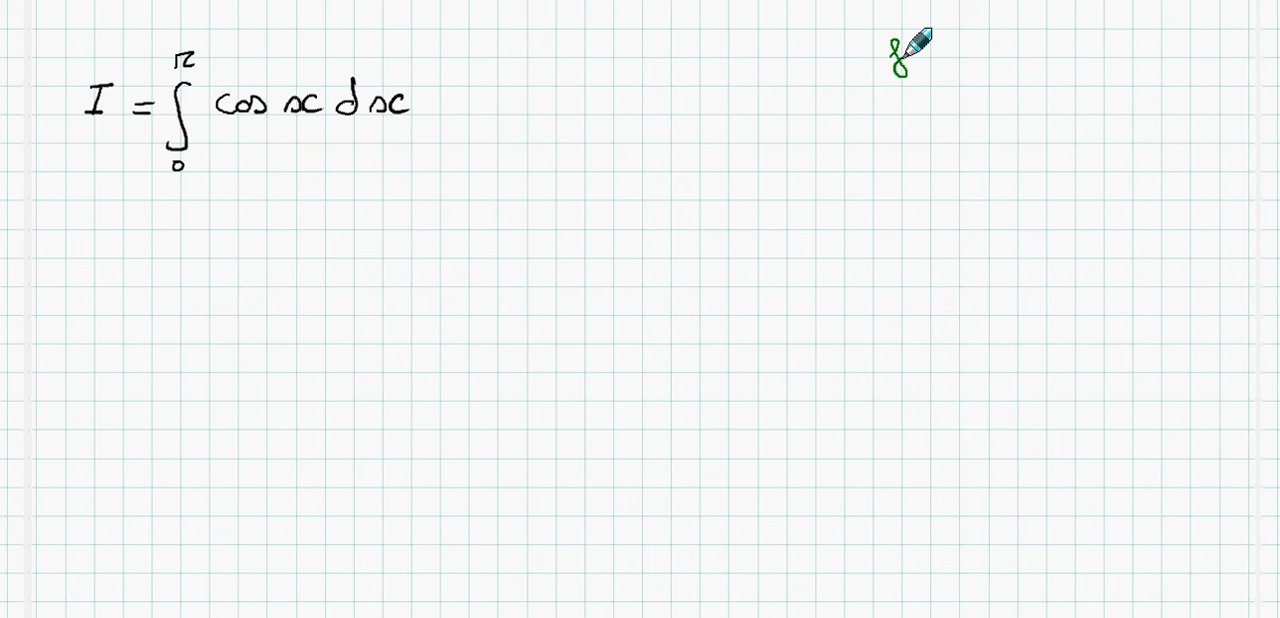 I = ∫₀^π cos x dx